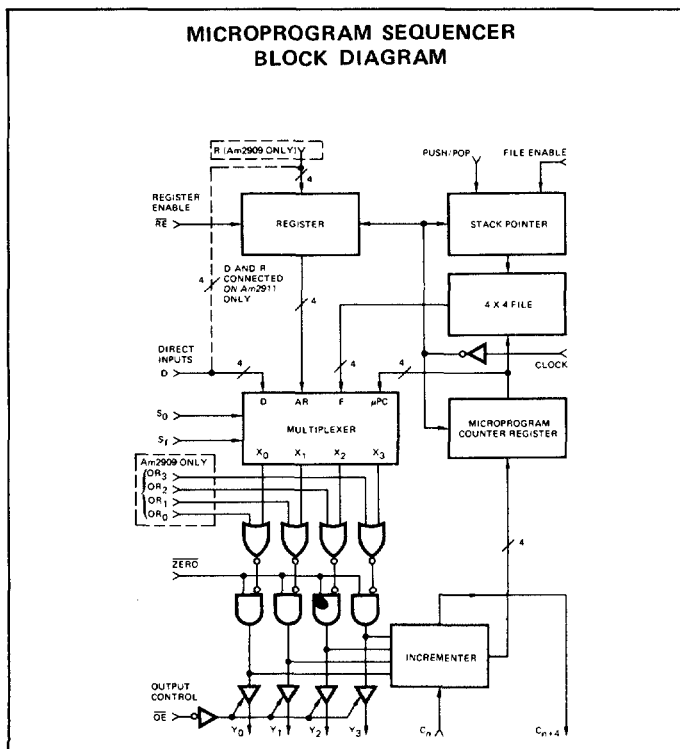 MICROPROGRAM SEQUENCER
BLOCK DIAGRAM
R (Am2909 ONLY)
4
PUSH/POP
FILE ENABLE
REGISTER
ENABLE
RE
REGISTER
STACK POINTER
4
D AND R
CONNECTED
ON Am2911
ONLY
4
4 X 4 FILE
DIRECT
INPUTS
D
4
4
4
CLOCK
D AR F µPC
MULTIPLEXER
X0 X1 X2 X3
S0
S1
MICROPROGRAM
COUNTER REGISTER
Am2909 ONLY
OR3
OR2
OR1
OR0
4
ZERO
INCREMENTER
OUTPUT
CONTROL
OE
Y0 Y1 Y2 Y3
Cn
Cn+4